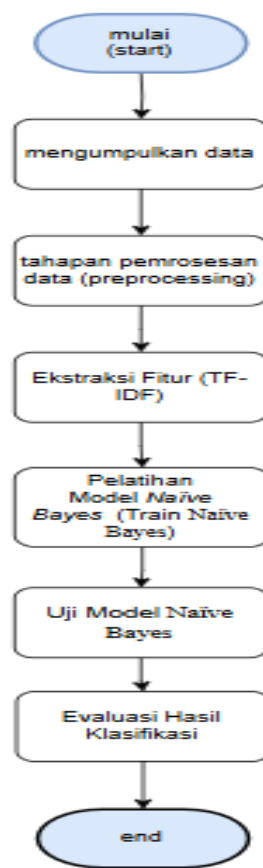 mulai
(start)
mengumpulkan data
tahapan pemrosesan
data (preprocessing)
Ekstraksi Fitur (TF-
IDF)
Pelatihan
Model Naïve
Bayes (Train Naïve
Bayes)
Uji Model Naïve
Bayes
Evaluasi Hasil
Klasifikasi
end